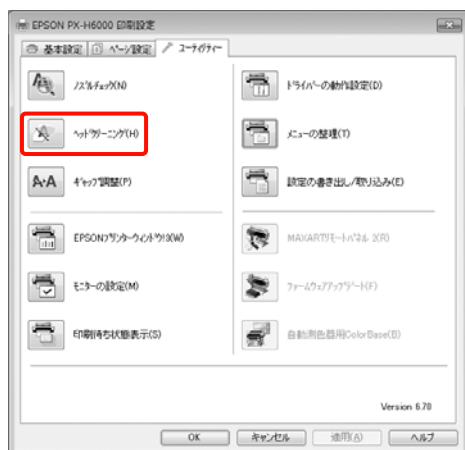 EPSON PX-H6000 印刷設定
基本設定 ページ設定 ユーティリティー
ノズルチェック(N)
ドライバーの動作設定(D)
ヘッドクリーニング(H)
メニューの整理(T)
A・A ギャップ調整(P)
設定の書き出し/取り込み(E)
EPSONプリンターウィンドウ!3(W)
MAXARTリモートパネル 2(R)
モニターの設定(M)
ファームウェアアップデート(F)
印刷待ち状態表示(S)
自動測色器用ColorBase(B)
Version 6.70
OK キャンセル 適用(A) ヘルプ